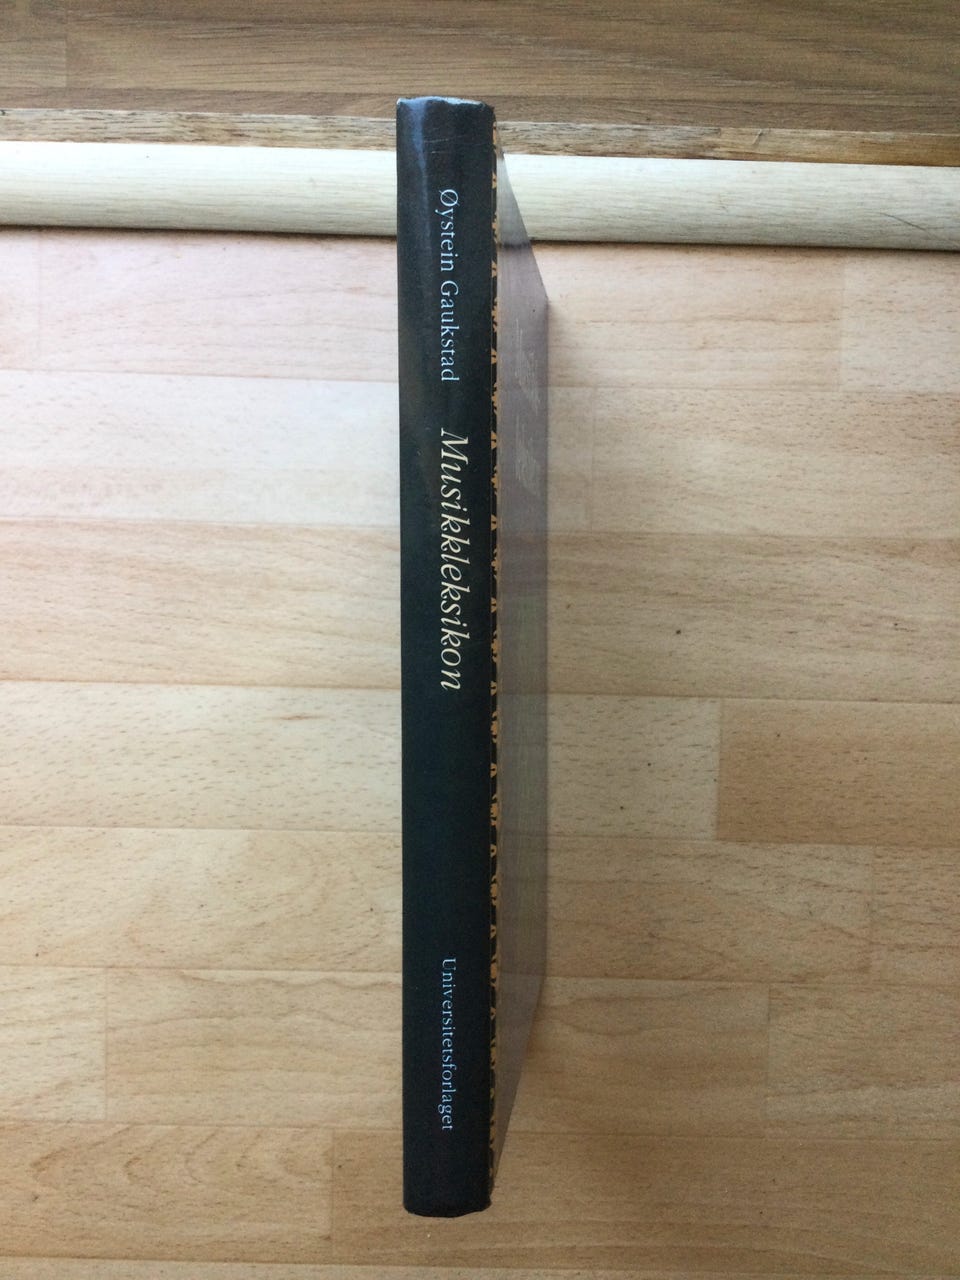 Øystein Gaukstad
Musikkleksikon
Universitetsforlaget